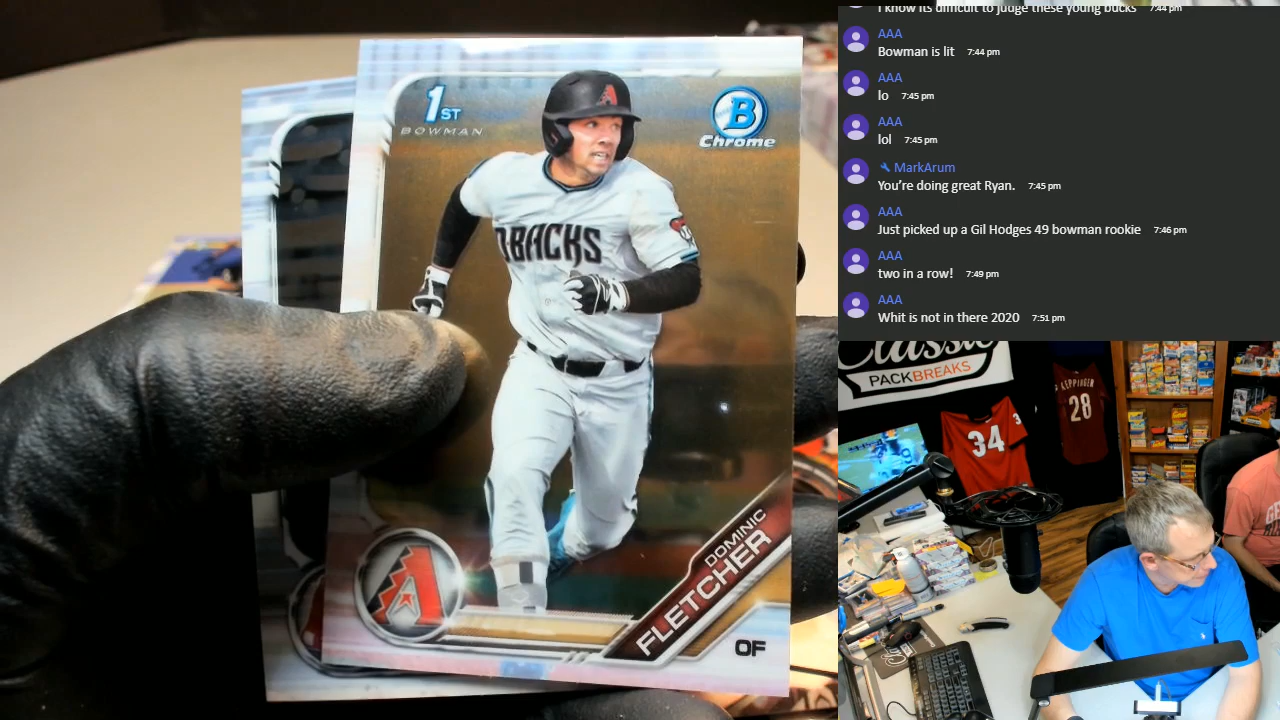 1ST
BOWMAN
B
Chrome
A
D-BACKS
DOMINIC
FLETCHER
OF
I know its difficult to judge these young bucks 7:44 pm
AAA
Bowman is lit 7:44 pm
AAA
lo 7:45 pm
AAA
lol 7:45 pm
MarkArum
You’re doing great Ryan. 7:45 pm
AAA
Just picked up a Gil Hodges 49 bowman rookie 7:46 pm
AAA
two in a row! 7:49 pm
AAA
Whit is not in there 2020 7:51 pm
Classic
PACKBREAKS
34
3
LEPPINGER
28